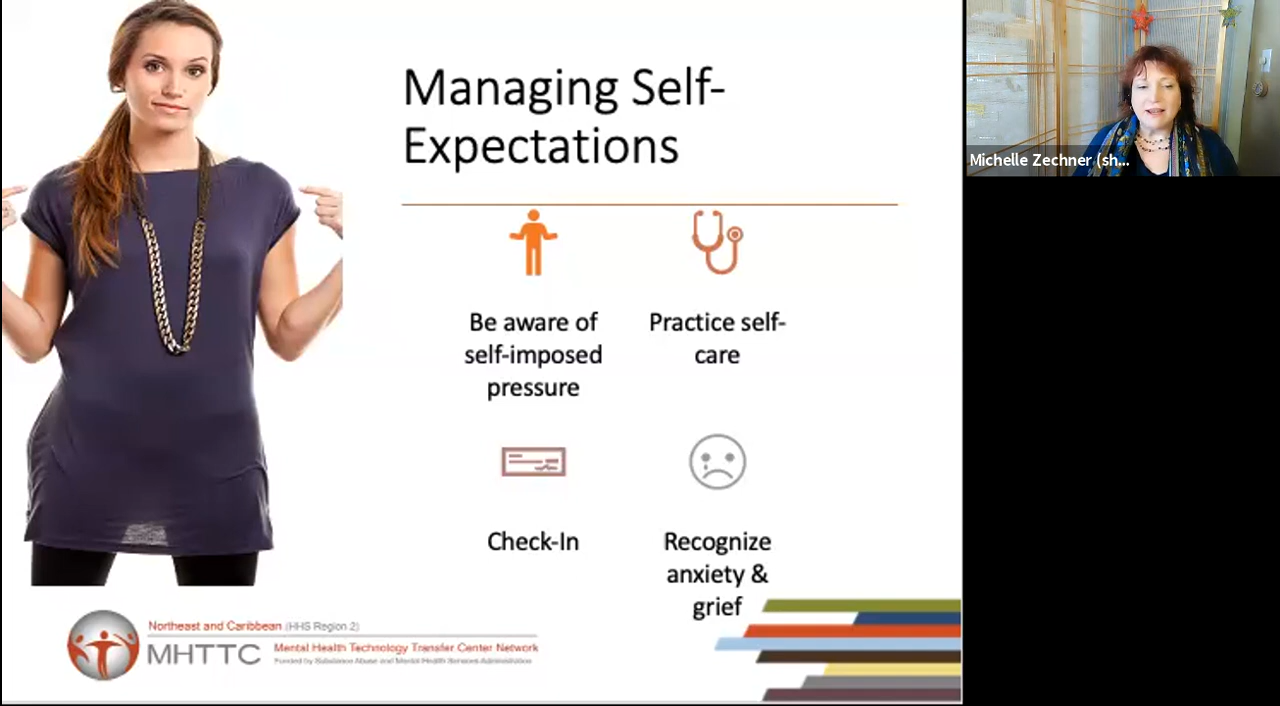 Managing Self-
Expectations
Be aware of
self-imposed
pressure
Practice self-
care
Check-In
Recognize
anxiety &
grief
Northeast and Caribbean (HHS Region 2)
MHTTC
Mental Health Technology Transfer Center Network
Funded by Substance Abuse and Mental Health Services Administration
Michelle Zechner (sh...